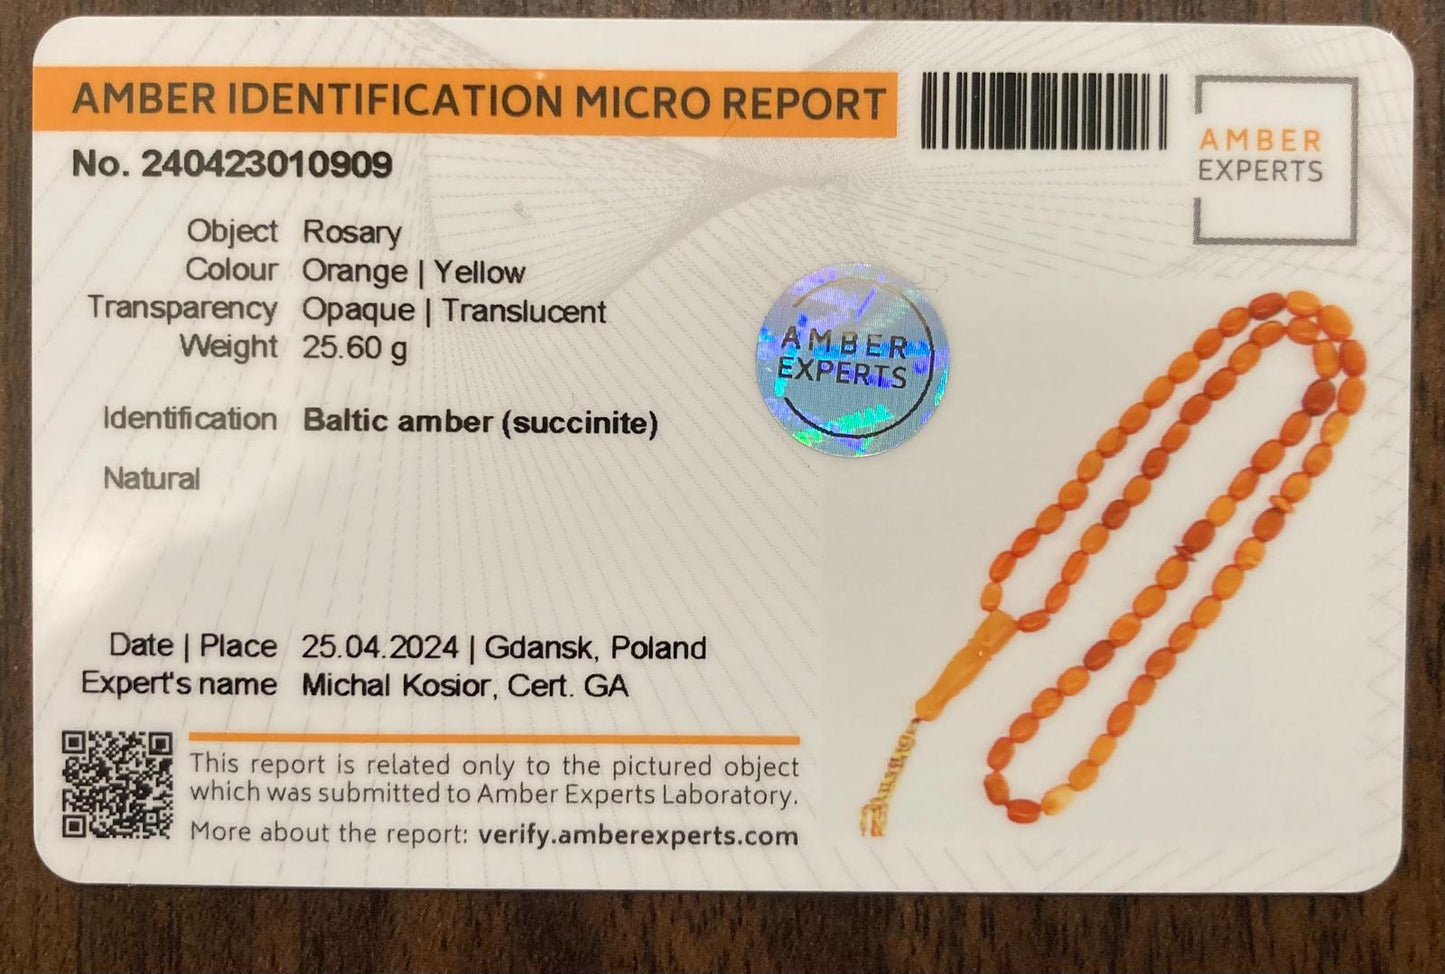 AMBER IDENTIFICATION MICRO REPORT
AMBER
EXPERTS
No. 240423010909
Object Rosary
Colour Orange | Yellow
Transparency Opaque | Translucent
Weight 25.60 g
AMBER
EXPERTS
Identification Baltic amber (succinite)
Natural
Date | Place 25.04.2024 | Gdansk, Poland
Expert's name Michal Kosior, Cert. GA
This report is related only to the pictured object
which was submitted to Amber Experts Laboratory.
More about the report: verify.amberexperts.com